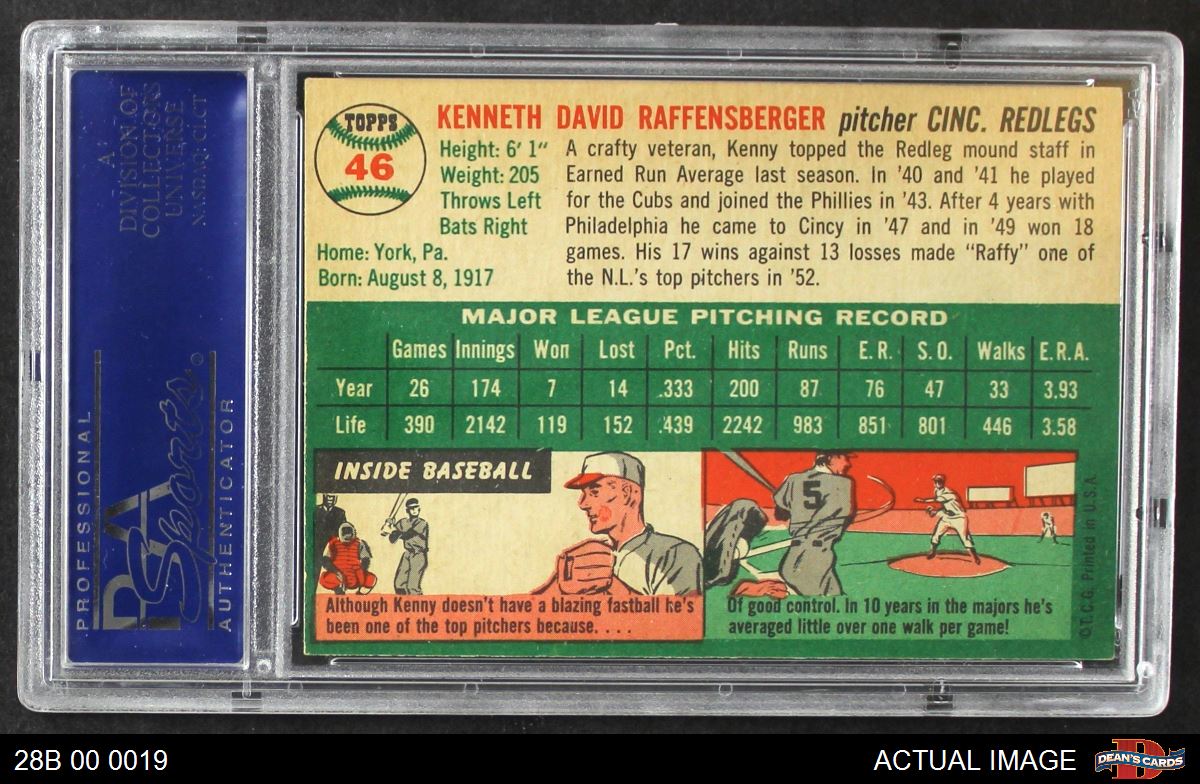 A
DIVISION OF
COLLECTORS
UNIVERSE
NASDAQ: CLCT
PROFESSIONAL
PSA
Sports
AUTHENTICATOR
TOPPS
46
KENNETH DAVID RAFFENSBERGER pitcher CINC. REDLEGS
Height: 6' 1"
Weight: 205
Throws Left
Bats Right
Home: York, Pa.
Born: August 8, 1917
A crafty veteran, Kenny topped the Redleg mound staff in
Earned Run Average last season. In '40 and '41 he played
for the Cubs and joined the Phillies in '43. After 4 years with
Philadelphia he came to Cincy in '47 and in '49 won 18
games. His 17 wins against 13 losses made "Raffy" one of
the N.L.'s top pitchers in '52.
MAJOR LEAGUE PITCHING RECORD
Games Innings Won Lost Pct. Hits Runs E.R. S.O. Walks E.R.A.
Year 26 174 7 14 .333 200 87 76 47 33 3.93
Life 390 2142 119 152 .439 2242 983 851 801 446 3.58
INSIDE BASEBALL
Although Kenny doesn't have a blazing fastball he's
been one of the top pitchers because. . . .
5
Of good control. In 10 years in the majors he's
averaged little over one walk per game!
©T.C.G. Printed in U.S.A.
28B 00 0019
ACTUAL IMAGE
D
DEAN'S CARDS